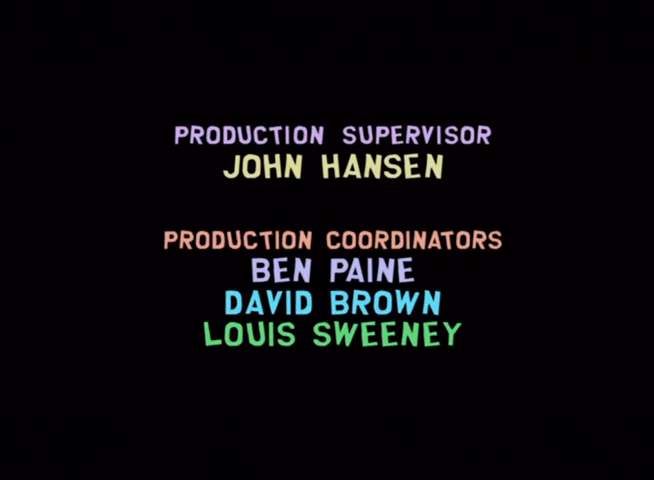 PRODUCTION SUPERVISOR
JOHN HANSEN
PRODUCTION COORDINATORS
BEN PAINE
DAVID BROWN
LOUIS SWEENEY